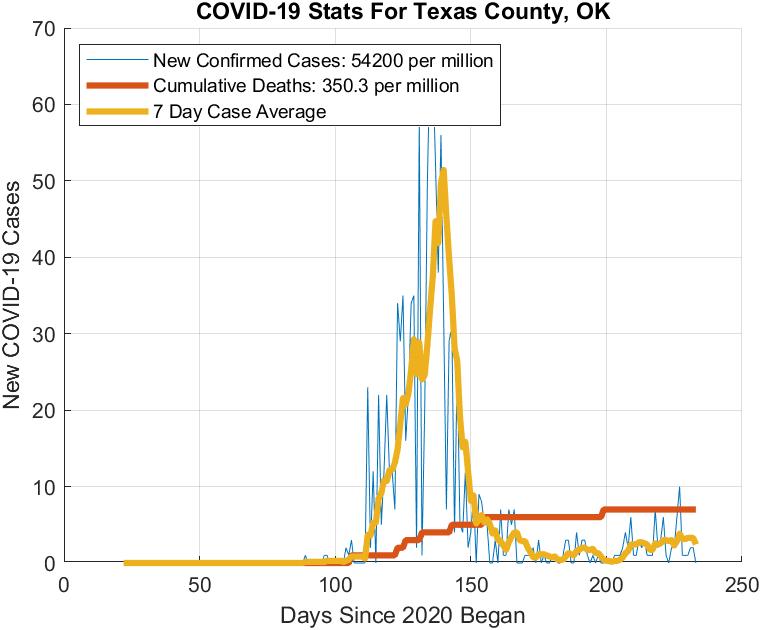 COVID-19 Stats For Texas County, OK
70
60
50
40
30
20
10
0
New Confirmed Cases: 54200 per million
Cumulative Deaths: 350.3 per million
7 Day Case Average
New COVID-19 Cases
0 50 100 150 200 250
Days Since 2020 Began